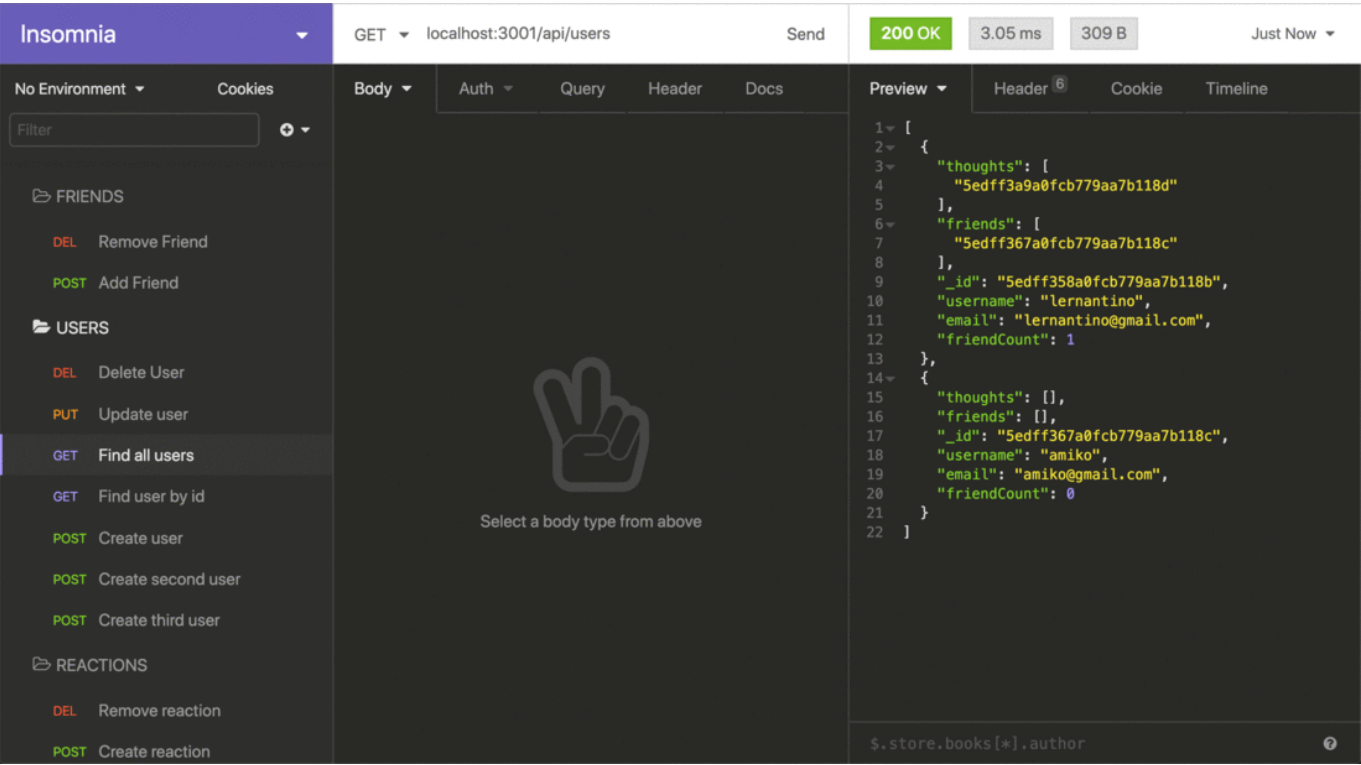 Insomnia
GET localhost:3001/api/users Send
200 OK 3.05 ms 309 B Just Now
No Environment Cookies
Filter
Body Auth Query Header Docs
Preview Header 6 Cookie Timeline
FRIENDS
DEL Remove Friend
POST Add Friend
USERS
DEL Delete User
PUT Update user
GET Find all users
GET Find user by id
POST Create user
POST Create second user
POST Create third user
REACTIONS
DEL Remove reaction
POST Create reaction
Select a body type from above
1 [
2 {
3 "thoughts": [
4 "5edff3a9a0fcb779aa7b118d"
5 ],
6 "friends": [
7 "5edff367a0fcb779aa7b118c"
8 ],
9 "_id": "5edff358a0fcb779aa7b118b",
10 "username": "lernantino",
11 "email": "lernantino@gmail.com",
12 "friendCount": 1
13 },
14 {
15 "thoughts": [],
16 "friends": [],
17 "_id": "5edff367a0fcb779aa7b118c",
18 "username": "amiko",
19 "email": "amiko@gmail.com",
20 "friendCount": 0
21 }
22 ]
$.store.books[*].author